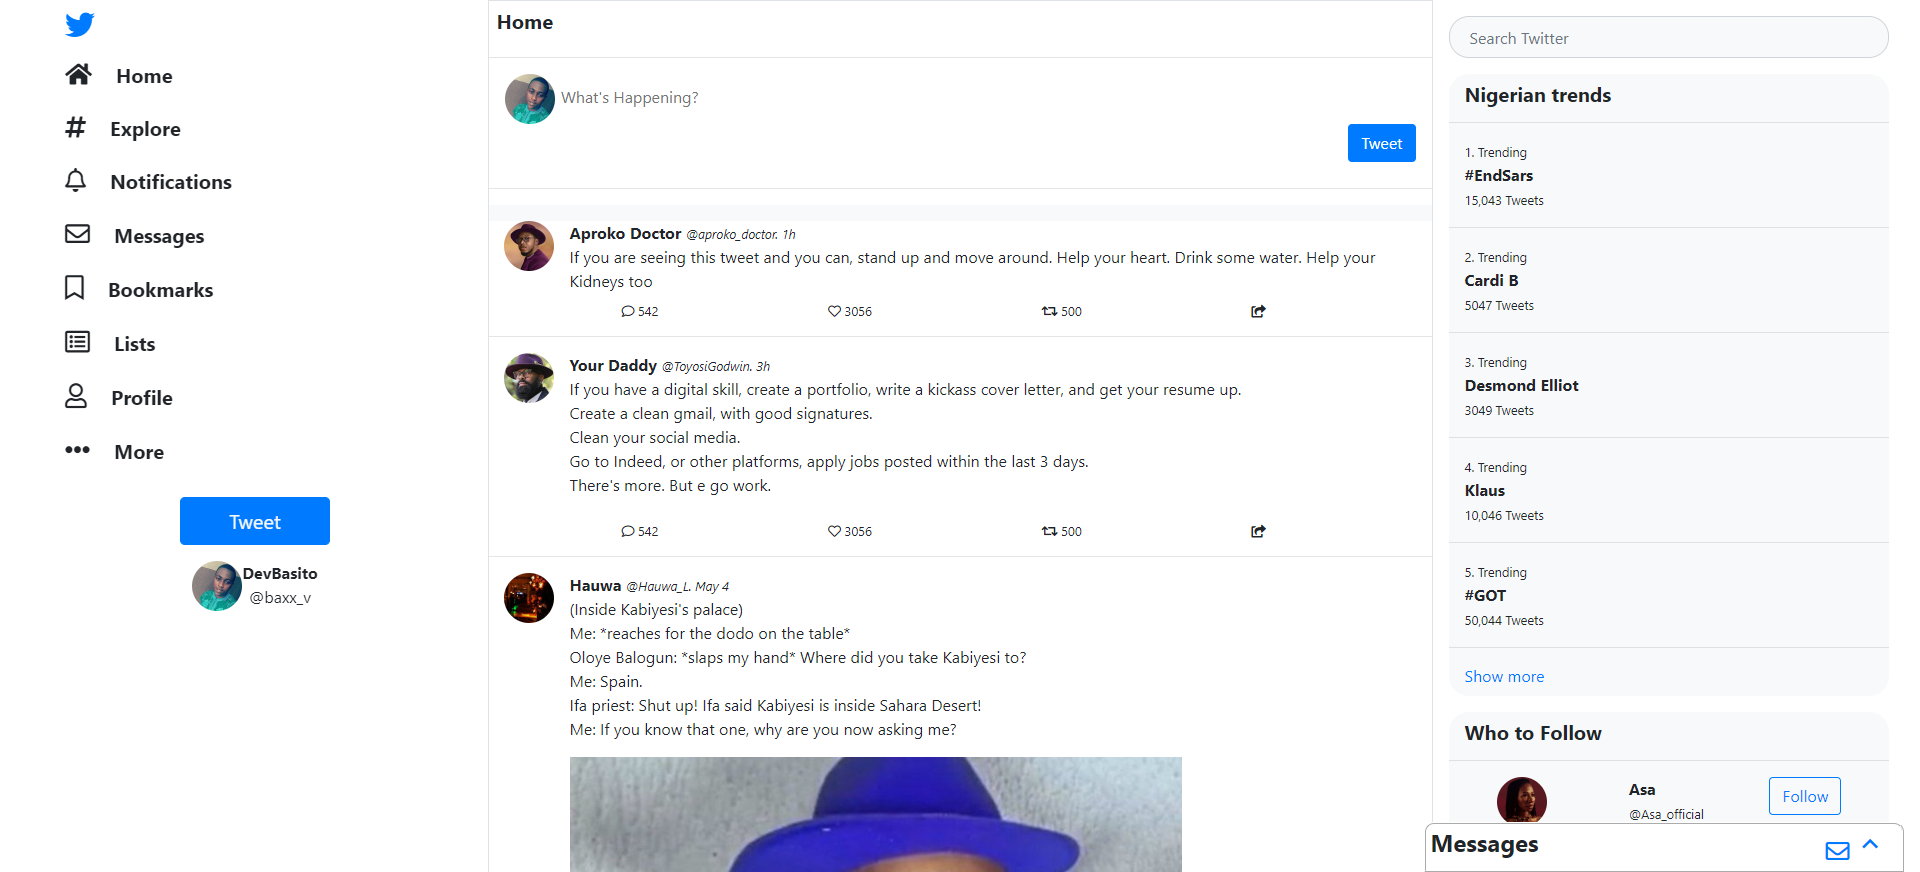 Home
Explore
Notifications
Messages
Bookmarks
Lists
Profile
More
Tweet
DevBasito
@baxx_v
Home
What's Happening?
Tweet
Aproko Doctor @aproko_doctor. 1h
If you are seeing this tweet and you can, stand up and move around. Help your heart. Drink some water. Help your
Kidneys too
542 3056 500
Your Daddy @ToyosiGodwin. 3h
If you have a digital skill, create a portfolio, write a kickass cover letter, and get your resume up.
Create a clean gmail, with good signatures.
Clean your social media.
Go to Indeed, or other platforms, apply jobs posted within the last 3 days.
There's more. But e go work.
542 3056 500
Hauwa @Hauwa_L. May 4
(Inside Kabiyesi's palace)
Me: *reaches for the dodo on the table*
Oloye Balogun: *slaps my hand* Where did you take Kabiyesi to?
Me: Spain.
Ifa priest: Shut up! Ifa said Kabiyesi is inside Sahara Desert!
Me: If you know that one, why are you now asking me?
Search Twitter
Nigerian trends
1. Trending
#EndSars
15,043 Tweets
2. Trending
Cardi B
5047 Tweets
3. Trending
Desmond Elliot
3049 Tweets
4. Trending
Klaus
10,046 Tweets
5. Trending
#GOT
50,044 Tweets
Show more
Who to Follow
Asa
@Asa_official
Follow
Messages